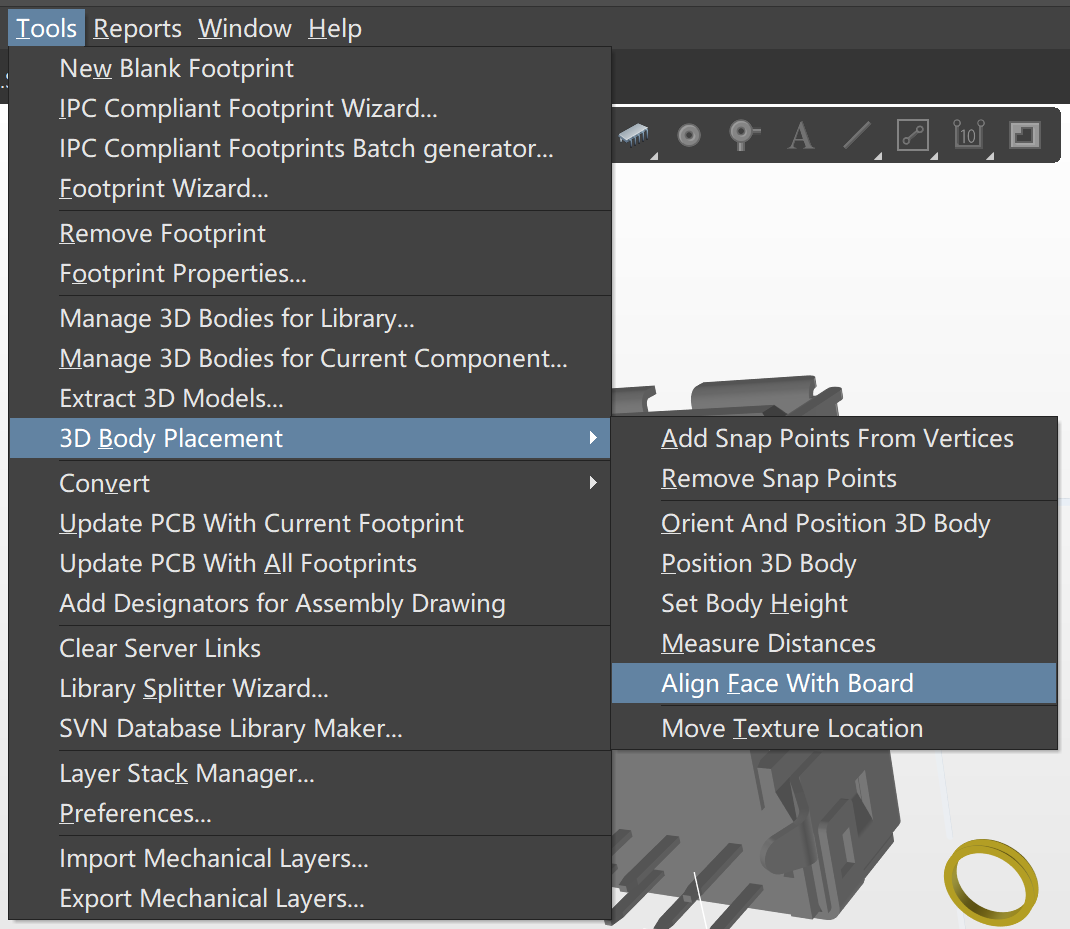 Tools Reports Window Help
New Blank Footprint
IPC Compliant Footprint Wizard...
IPC Compliant Footprints Batch generator...
Footprint Wizard...
Remove Footprint
Footprint Properties...
Manage 3D Bodies for Library...
Manage 3D Bodies for Current Component...
Extract 3D Models...
3D Body Placement
Convert
Update PCB With Current Footprint
Update PCB With All Footprints
Add Designators for Assembly Drawing
Clear Server Links
Library Splitter Wizard...
SVN Database Library Maker...
Layer Stack Manager...
Preferences...
Import Mechanical Layers...
Export Mechanical Layers...
A
10
Add Snap Points From Vertices
Remove Snap Points
Orient And Position 3D Body
Position 3D Body
Set Body Height
Measure Distances
Align Face With Board
Move Texture Location